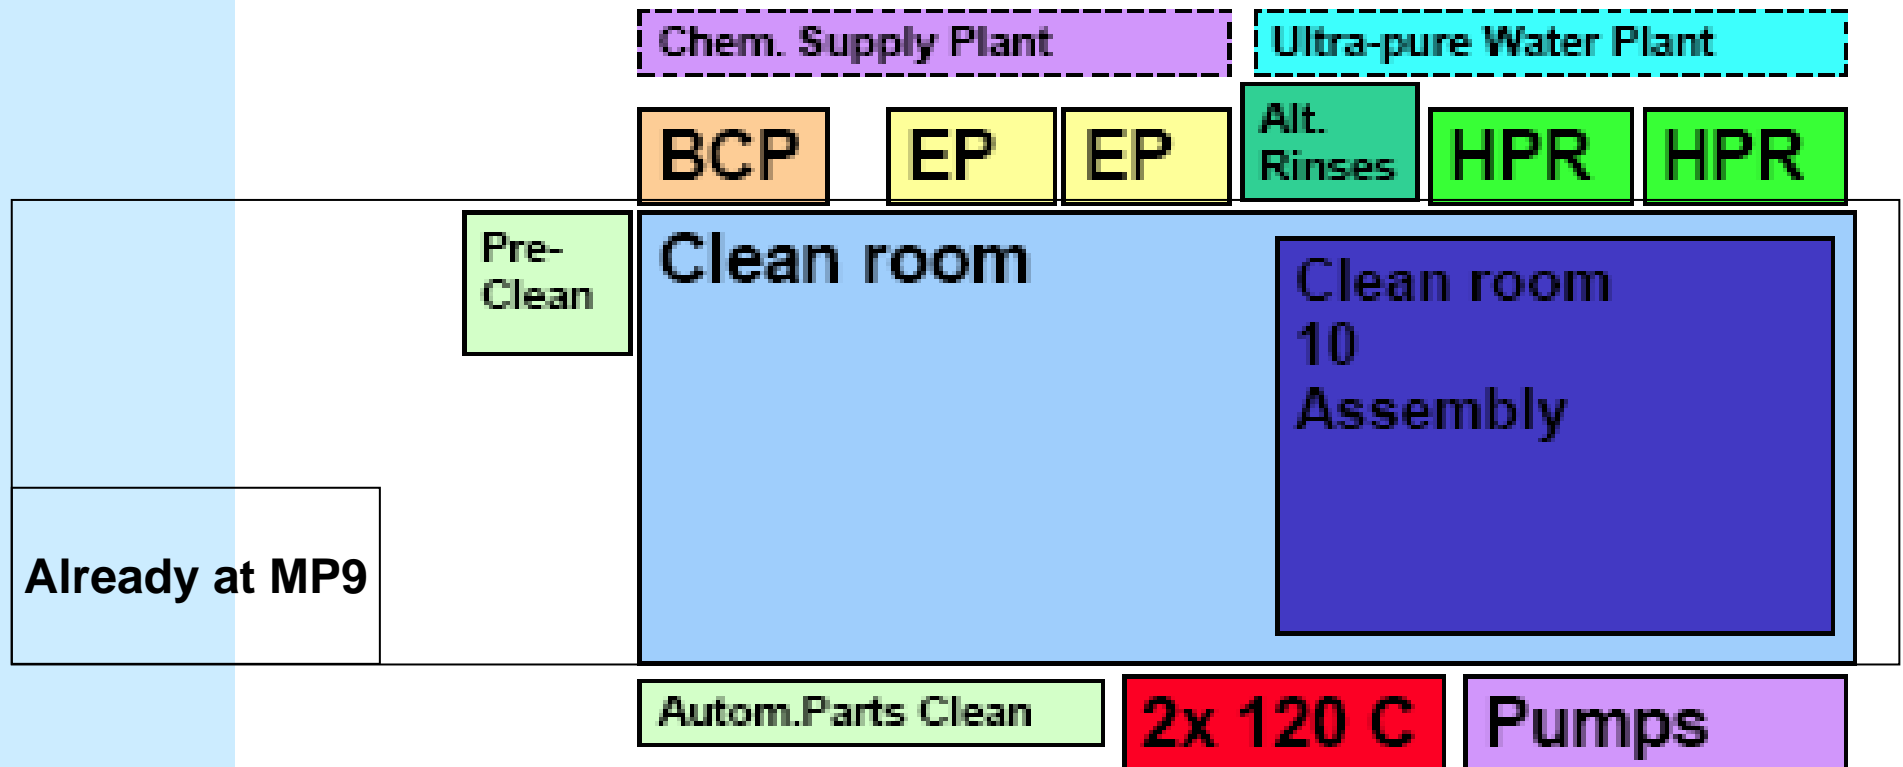 Chem. Supply Plant
Ultra-pure Water Plant
BCP
EP
EP
Alt.
Rinses
HPR
HPR
Pre-
Clean
Clean room
Clean room
10
Assembly
Already at MP9
Autom.Parts Clean
2x 120 C
Pumps